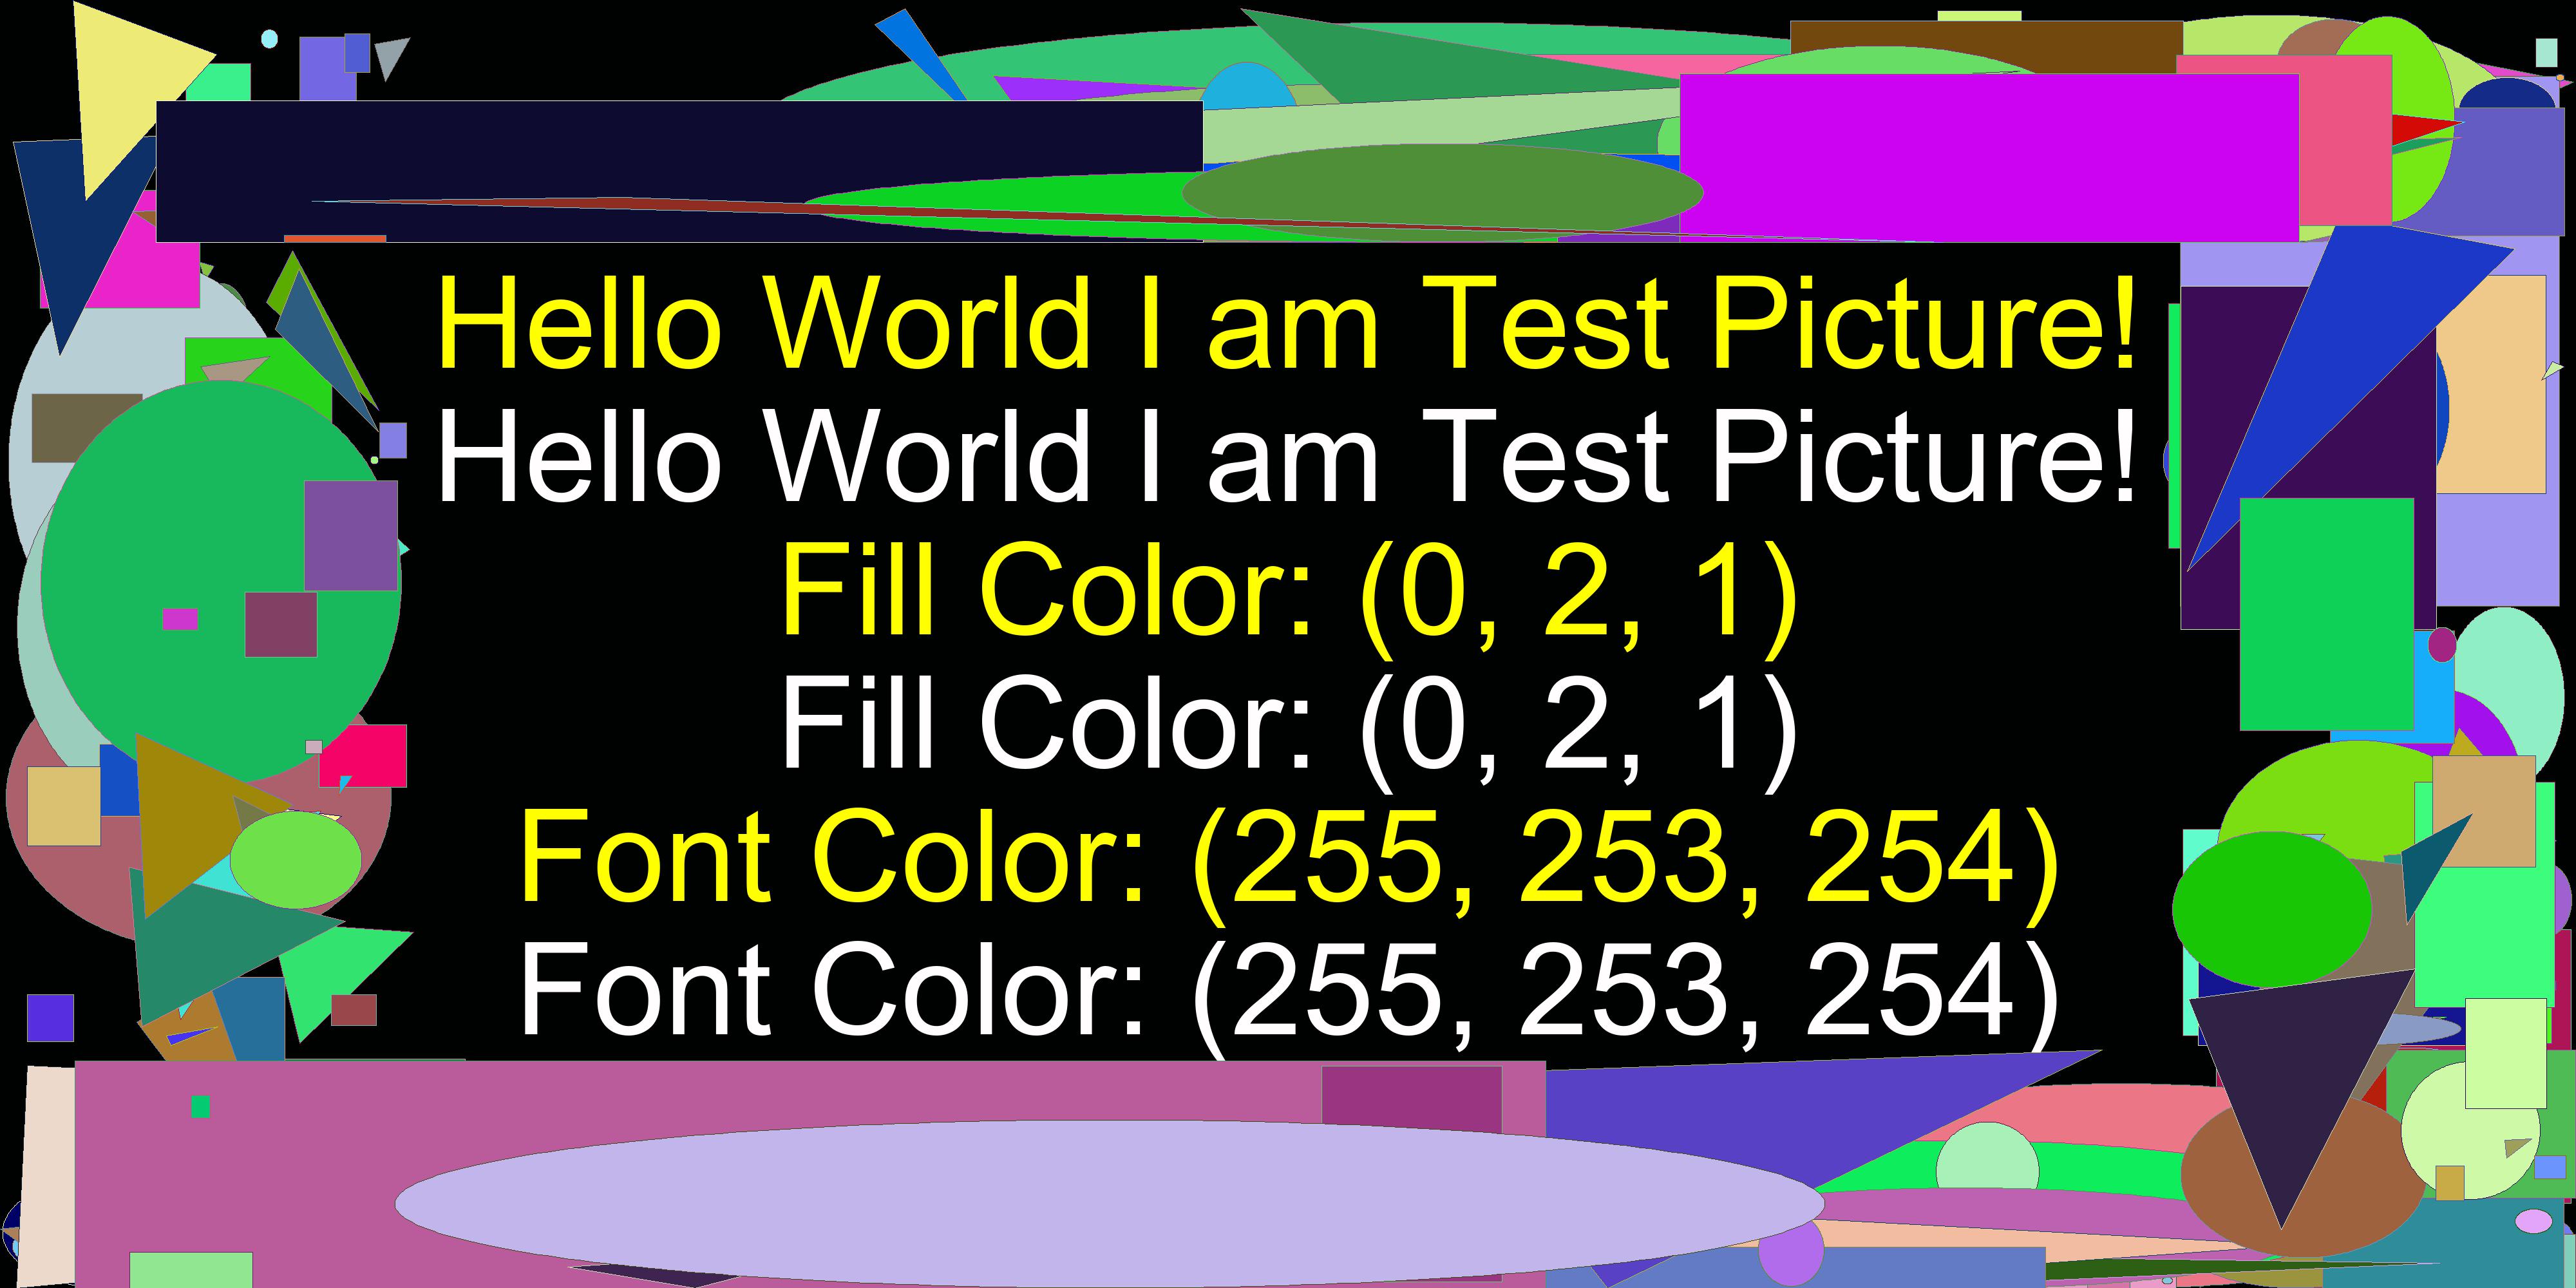 Hello World I am Test Picture!
Hello World I am Test Picture!
Fill Color: (0, 2, 1)
Fill Color: (0, 2, 1)
Font Color: (255, 253, 254)
Font Color: (255, 253, 254)